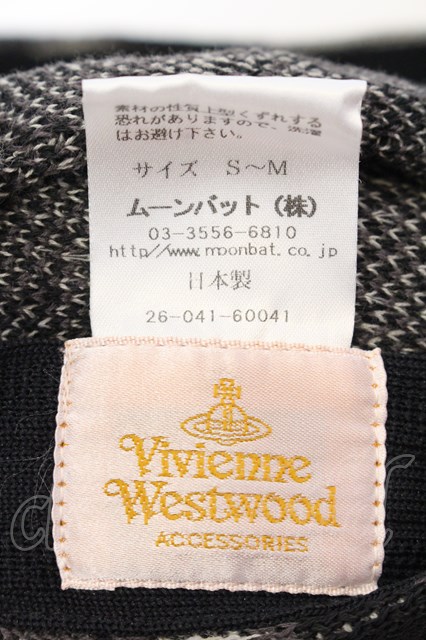 素材の性質上型くずれする
恐れがありますので、洗濯
はお避け下さい。
サイズ S～M
ムーンバット（株）
03-3556-6810
http//www.moonbat.co.jp
日本製
26-041-60041
Vivienne
Westwood
ACCESSORIES